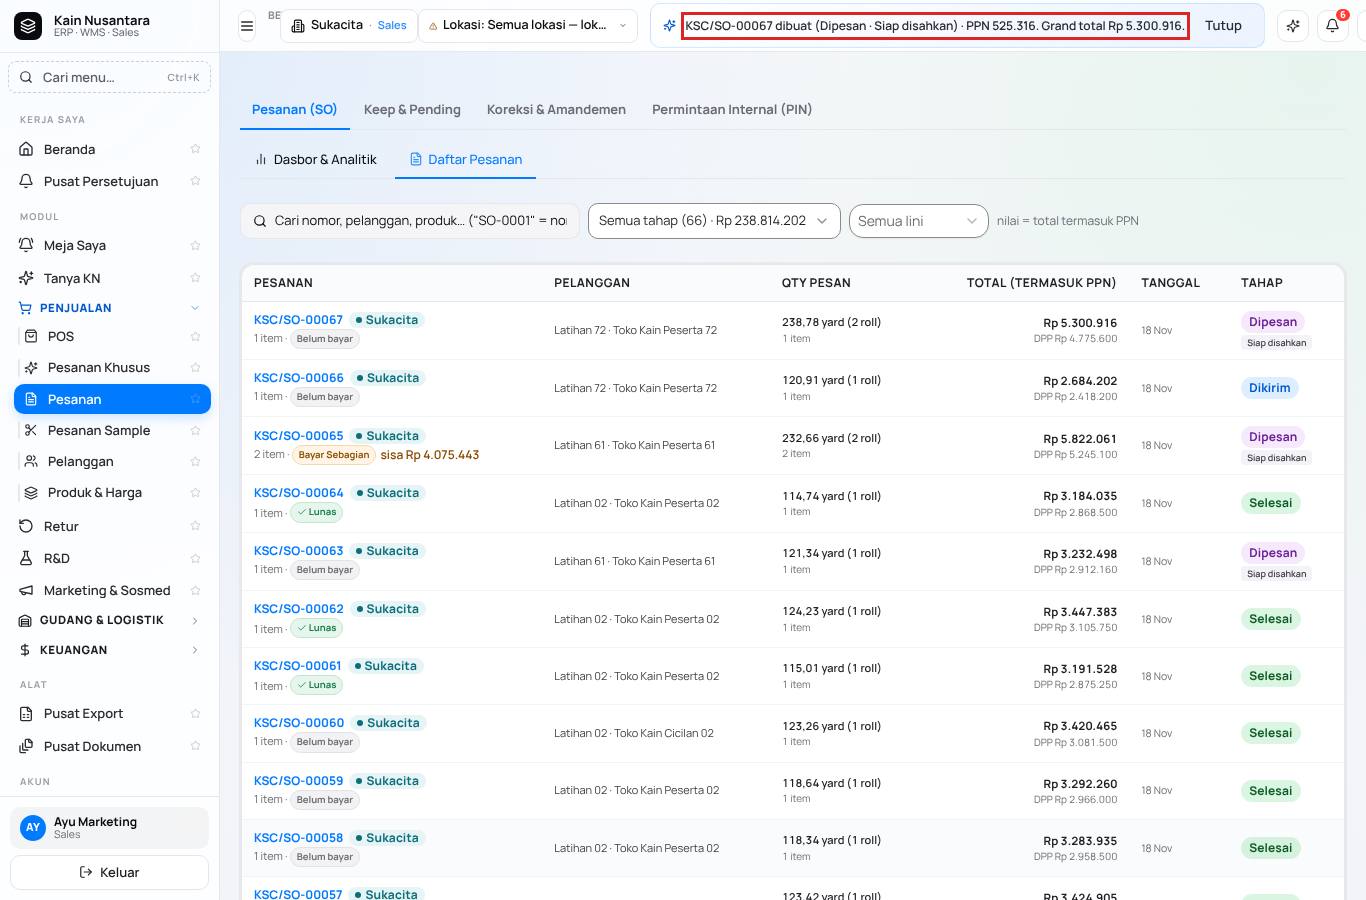 Kain Nusantara
ERP · WMS · Sales
Cari menu... Ctrl+K
KERJA SAYA
Beranda
Pusat Persetujuan
MODUL
Meja Saya
Tanya KN
PENJUALAN
POS
Pesanan Khusus
Pesanan
Pesanan Sample
Pelanggan
Produk & Harga
Retur
R&D
Marketing & Sosmed
GUDANG & LOGISTIK
KEUANGAN
ALAT
Pusat Export
Pusat Dokumen
AKUN
AY Ayu Marketing
Sales
Keluar
BE
Sukacita · Sales
Lokasi: Semua lokasi — lok...
KSC/SO-00067 dibuat (Dipesan · Siap disahkan) · PPN 525.316. Grand total Rp 5.300.916.
Tutup
6
Pesanan (SO) Keep & Pending Koreksi & Amandemen Permintaan Internal (PIN)
Dasbor & Analitik Daftar Pesanan
Cari nomor, pelanggan, produk... ("SO-0001" = no
Semua tahap (66) · Rp 238.814.202
Semua lini
nilai = total termasuk PPN
PESANAN PELANGGAN QTY PESAN TOTAL (TERMASUK PPN) TANGGAL TAHAP
KSC/SO-00067 Sukacita Latihan 72 · Toko Kain Peserta 72 238,78 yard (2 roll) Rp 5.300.916 18 Nov Dipesan
1 item · Belum bayar 1 item DPP Rp 4.775.600 Siap disahkan
KSC/SO-00066 Sukacita Latihan 72 · Toko Kain Peserta 72 120,91 yard (1 roll) Rp 2.684.202 18 Nov Dikirim
1 item · Belum bayar 1 item DPP Rp 2.418.200
KSC/SO-00065 Sukacita Latihan 61 · Toko Kain Peserta 61 232,66 yard (2 roll) Rp 5.822.061 18 Nov Dipesan
2 item · Bayar Sebagian sisa Rp 4.075.443 2 item DPP Rp 5.245.100 Siap disahkan
KSC/SO-00064 Sukacita Latihan 02 · Toko Kain Peserta 02 114,74 yard (1 roll) Rp 3.184.035 18 Nov Selesai
1 item · Lunas 1 item DPP Rp 2.868.500
KSC/SO-00063 Sukacita Latihan 61 · Toko Kain Peserta 61 121,34 yard (1 roll) Rp 3.232.498 18 Nov Dipesan
1 item · Belum bayar 1 item DPP Rp 2.912.160 Siap disahkan
KSC/SO-00062 Sukacita Latihan 02 · Toko Kain Peserta 02 124,23 yard (1 roll) Rp 3.447.383 18 Nov Selesai
1 item · Lunas 1 item DPP Rp 3.105.750
KSC/SO-00061 Sukacita Latihan 02 · Toko Kain Peserta 02 115,01 yard (1 roll) Rp 3.191.528 18 Nov Selesai
1 item · Lunas 1 item DPP Rp 2.875.250
KSC/SO-00060 Sukacita Latihan 02 · Toko Kain Cicilan 02 123,26 yard (1 roll) Rp 3.420.465 18 Nov Selesai
1 item · Belum bayar 1 item DPP Rp 3.081.500
KSC/SO-00059 Sukacita Latihan 02 · Toko Kain Peserta 02 118,64 yard (1 roll) Rp 3.292.260 18 Nov Selesai
1 item · Belum bayar 1 item DPP Rp 2.966.000
KSC/SO-00058 Sukacita Latihan 02 · Toko Kain Peserta 02 118,34 yard (1 roll) Rp 3.283.935 18 Nov Selesai
1 item · Belum bayar 1 item DPP Rp 2.958.500
KSC/SO-00057 Sukacita 123,42 yard (1 roll) Rp 3.424.905